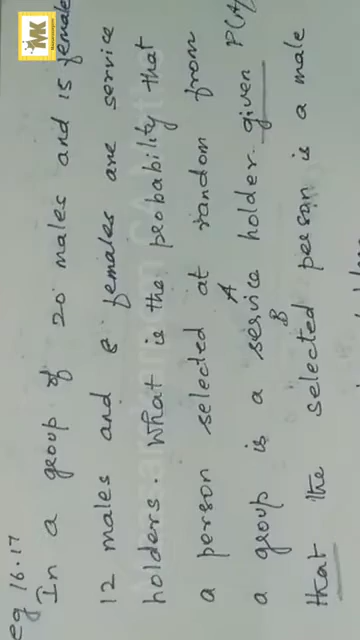 eg 16.17
In a group of 20 males and 15 female
12 males and 8 females are service
holders. What is the probability that
a person selected at random from
a group is a service holder given P(A/
A
B
that the selected person is a male
MK